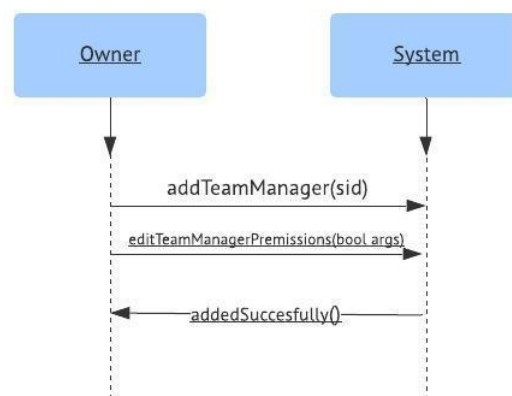 Owner
System
addTeamManager(sid)
editTeamManagerPremissions(bool args)
addedSuccesfully()